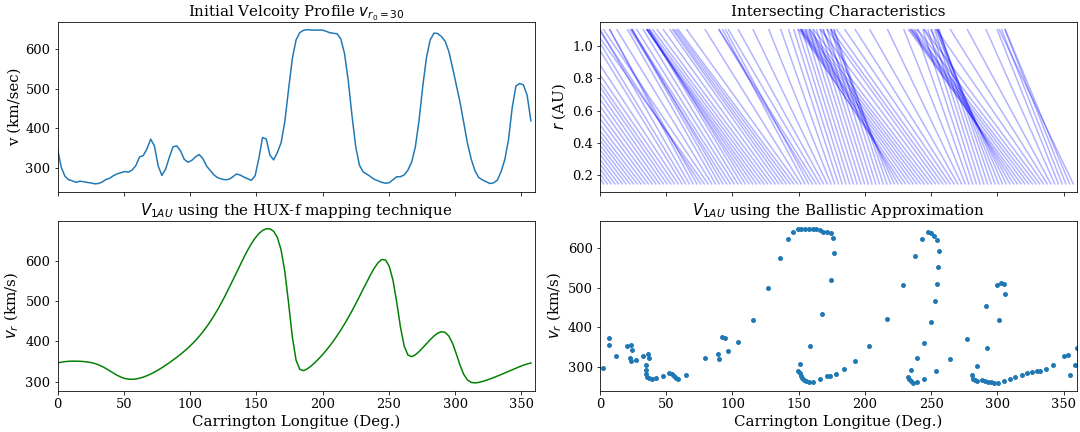 Initial Velcoity Profile $v_{r_0=30}$
v (km/sec)
600
500
400
300
Intersecting Characteristics
r (AU)
1.0
0.8
0.6
0.4
0.2
$V_{1AU}$ using the HUX-f mapping technique
$v_r$ (km/s)
600
500
400
300
0 50 100 150 200 250 300 350
Carrington Longitue (Deg.)
$V_{1AU}$ using the Ballistic Approximation
$v_r$ (km/s)
600
500
400
300
0 50 100 150 200 250 300 350
Carrington Longitue (Deg.)